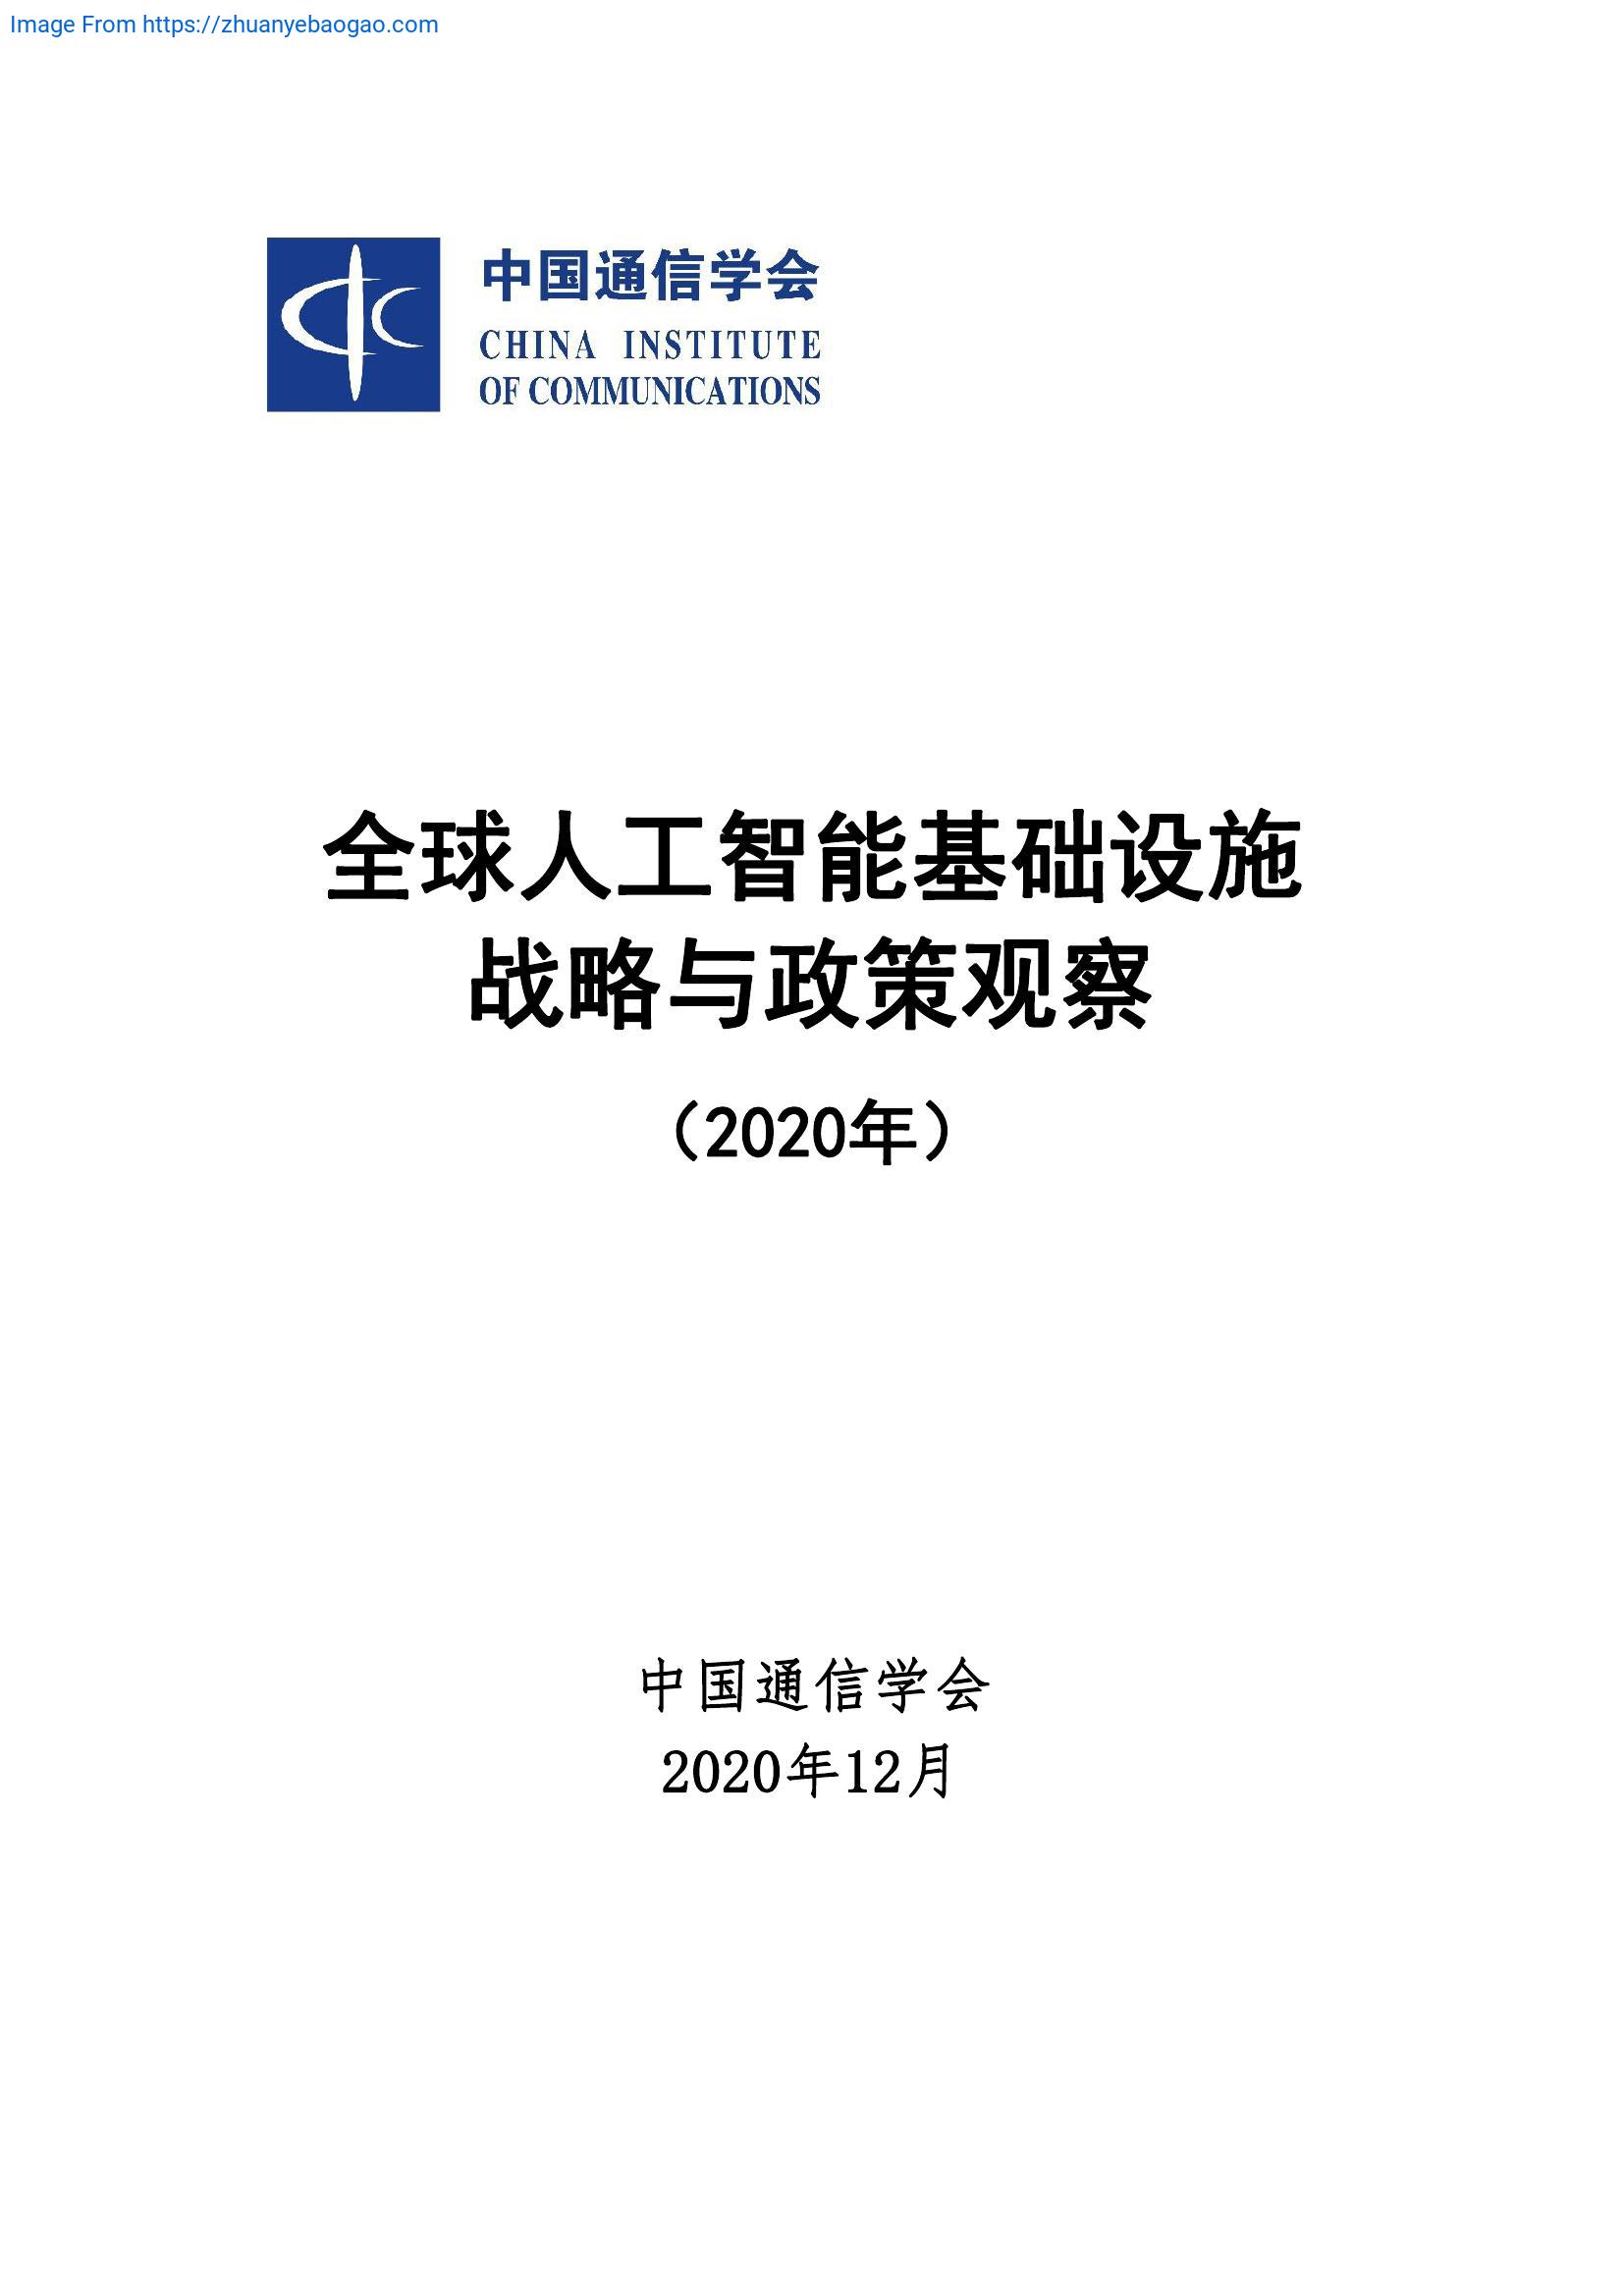 Image From https://zhuanyebaogao.com
中国通信学会
CHINA INSTITUTE
OF COMMUNICATIONS
全球人工智能基础设施
战略与政策观察
（2020年）
中国通信学会
2020年12月